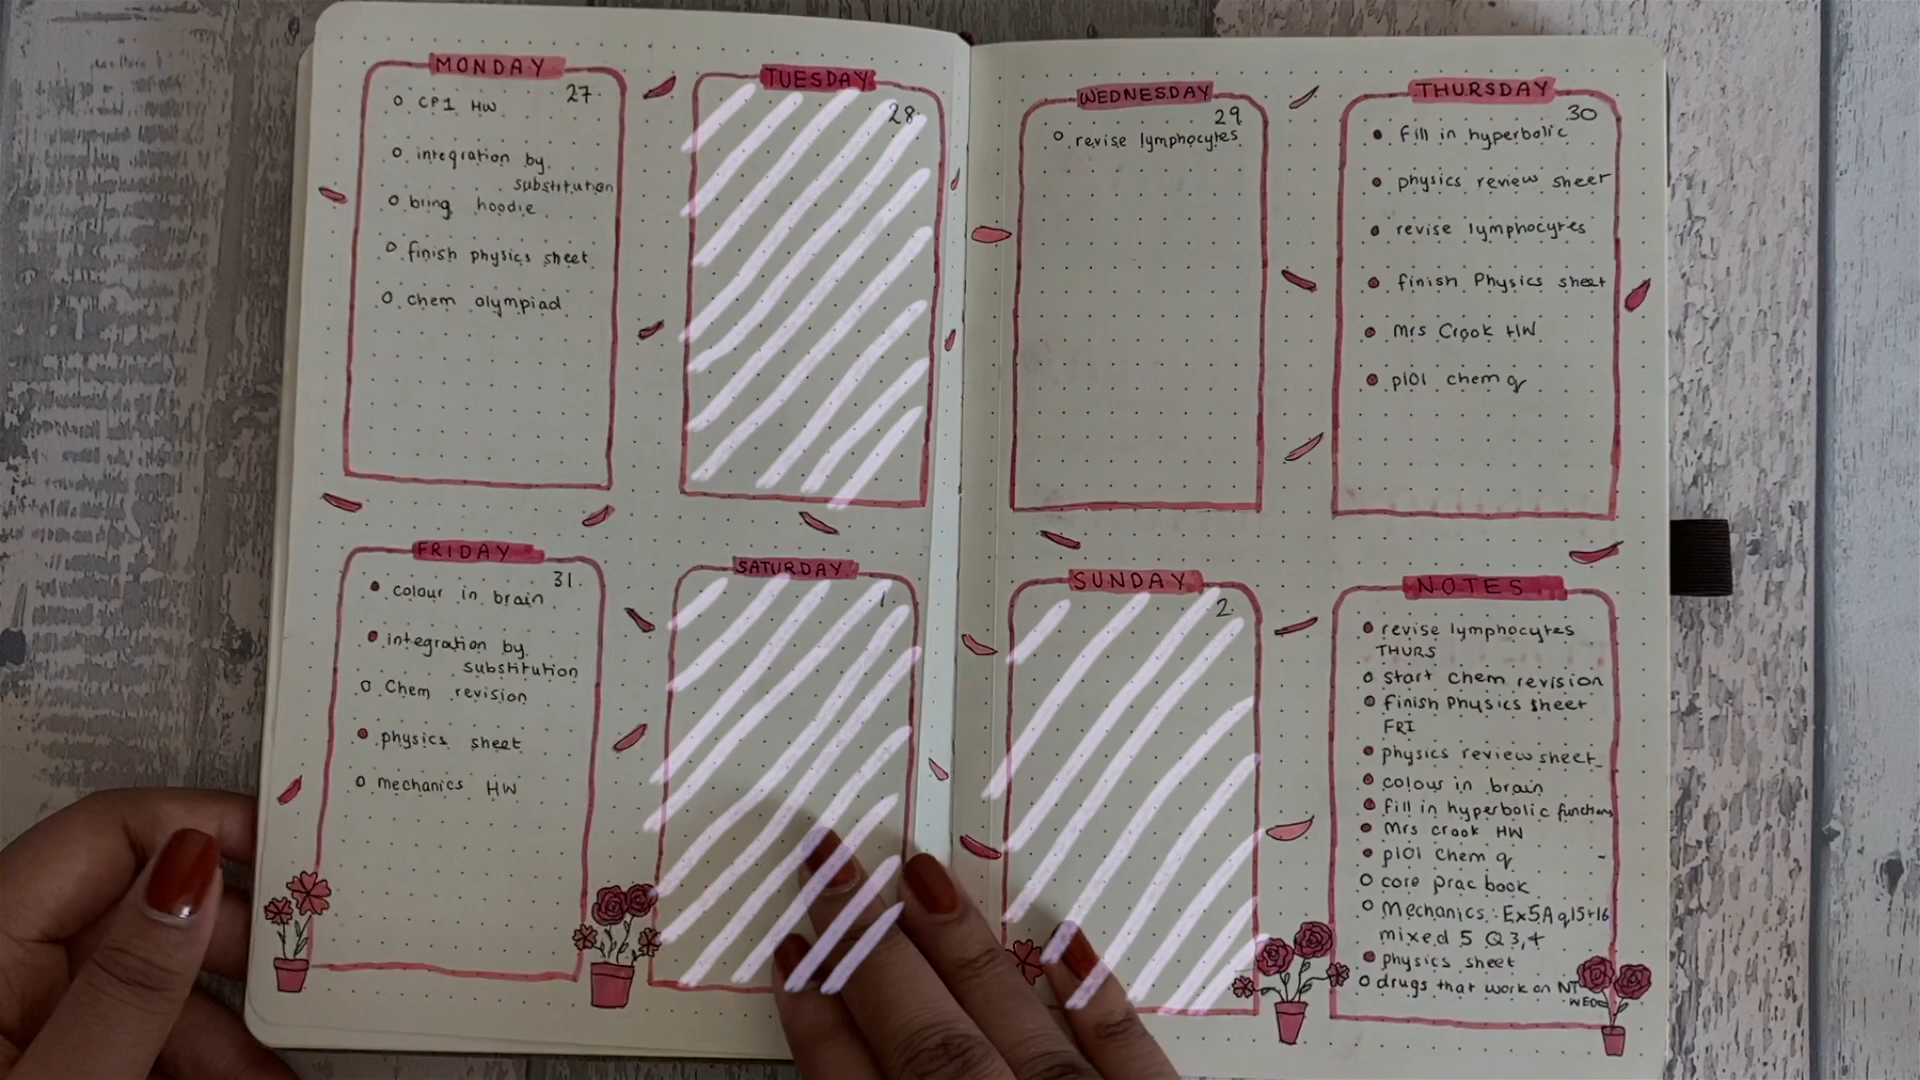 MONDAY
27
CP1 HW
integration by
substitution
bring hoodie
finish physics sheet
chem olympiad
TUESDAY
28
WEDNESDAY
29
revise lymphocytes
THURSDAY
30
Fill in hyperbolic
physics review sheet
revise lymphocytes
finish Physics sheet
Mrs Crook HW
p101 chem q
FRIDAY
31
colour in brain
integration by
substitution
Chem revision
physics sheet
mechanics HW
SATURDAY
1
SUNDAY
2
NOTES
revise lymphocytes
THURS
start chem revision
finish Physics sheet
FRI
physics review sheet
colour in brain
fill in hyperbolic functions
Mrs Crook HW
p101 Chem q
core prac book
Mechanics: Ex5A q,15+16
mixed 5 Q3,4
physics sheet
drugs that work on NT
WED